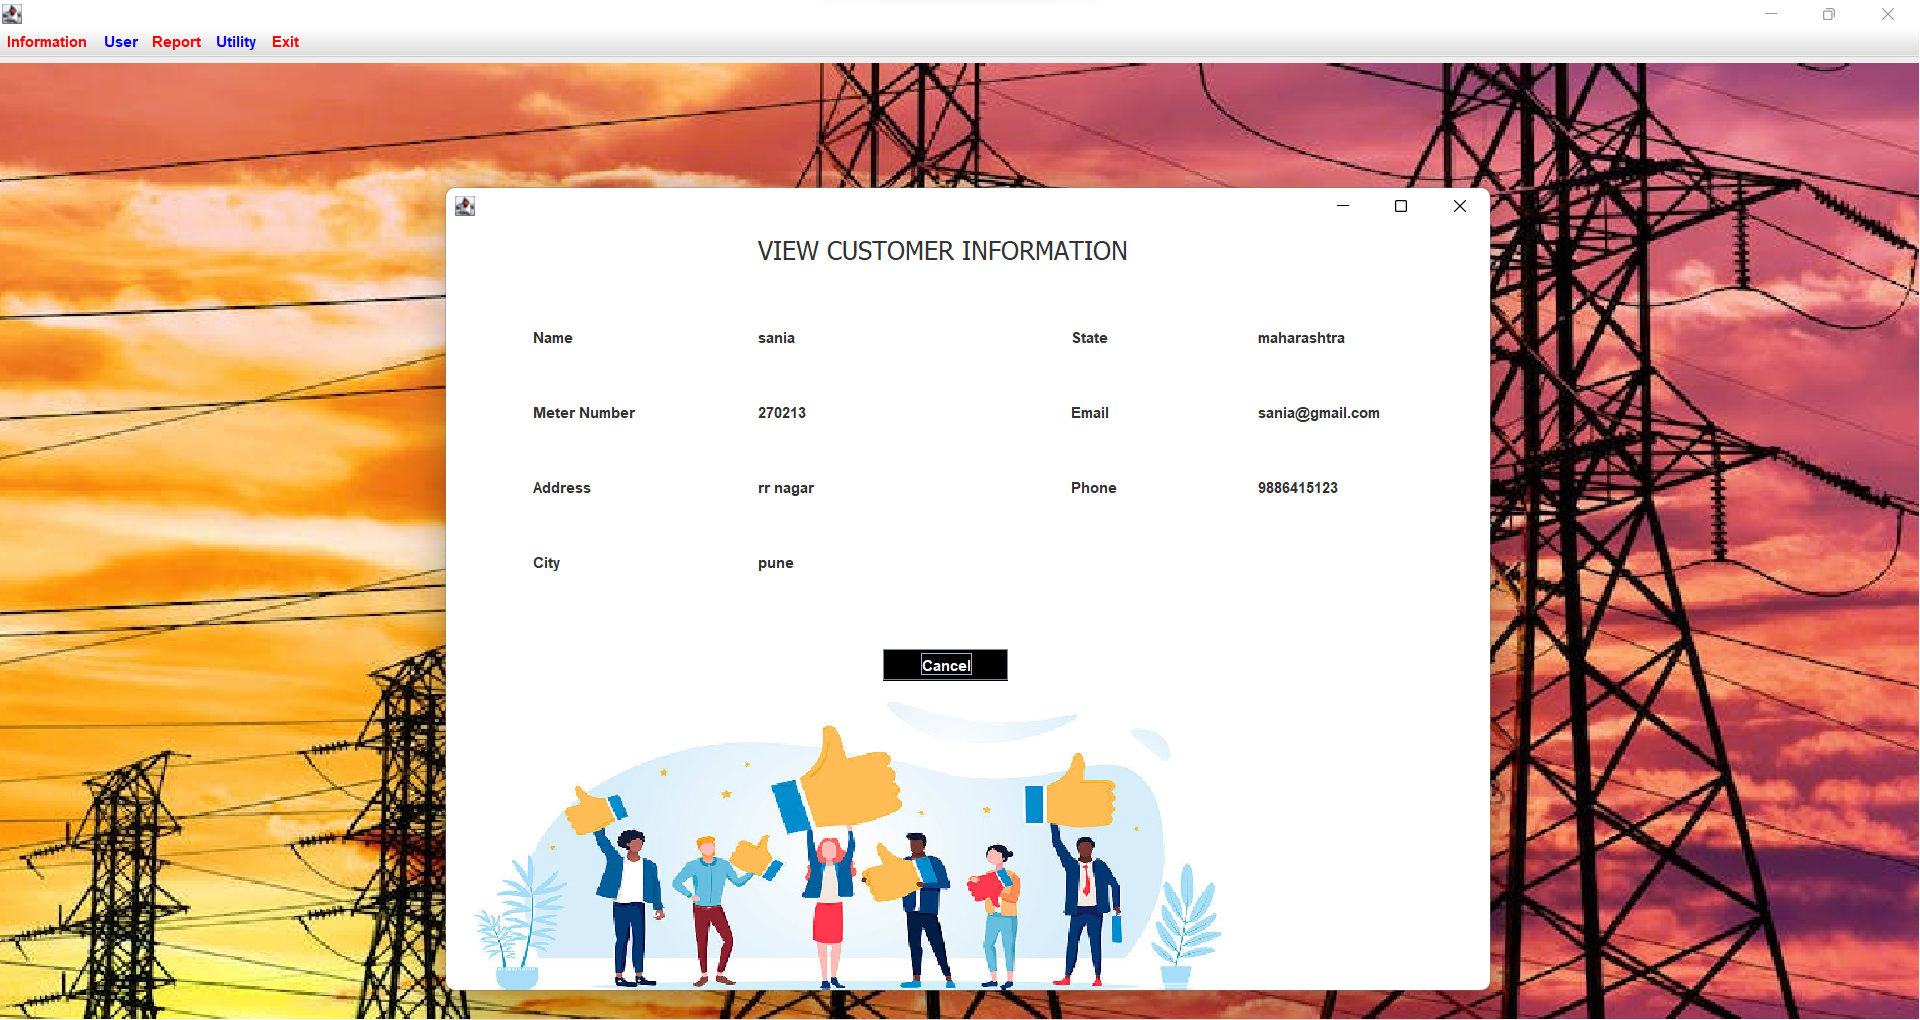 Information User Report Utility Exit
VIEW CUSTOMER INFORMATION
Name sania State maharashtra
Meter Number 270213 Email sania@gmail.com
Address rr nagar Phone 9886415123
City pune
Cancel